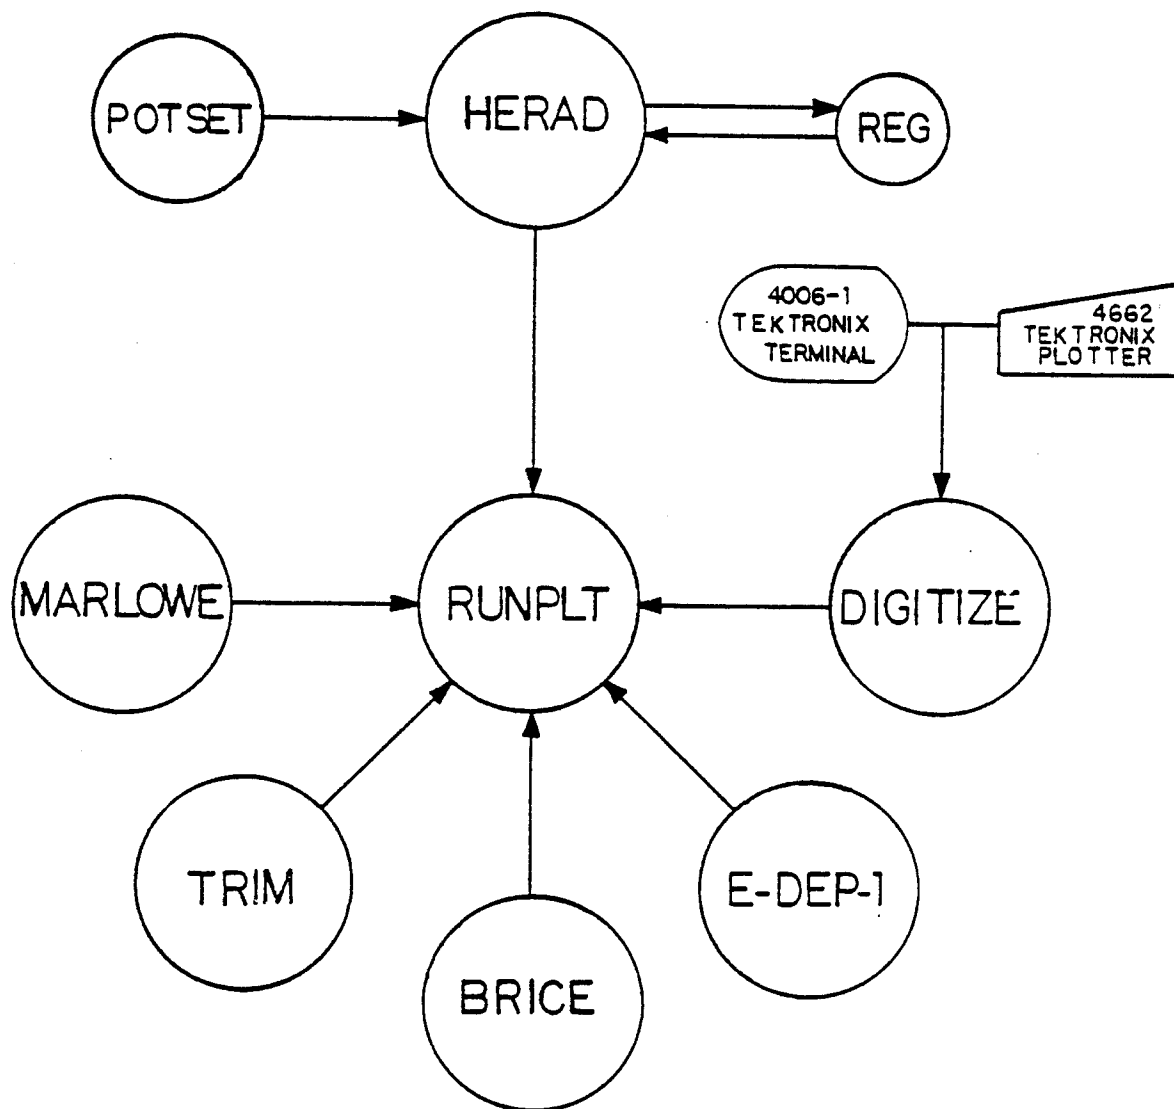 POTSET
HERAD
REG
4006-1
TEKTRONIX
TERMINAL
4662
TEKTRONIX
PLOTTER
MARLOWE
RUNPLT
DIGITIZE
TRIM
E-DEP-1
BRICE